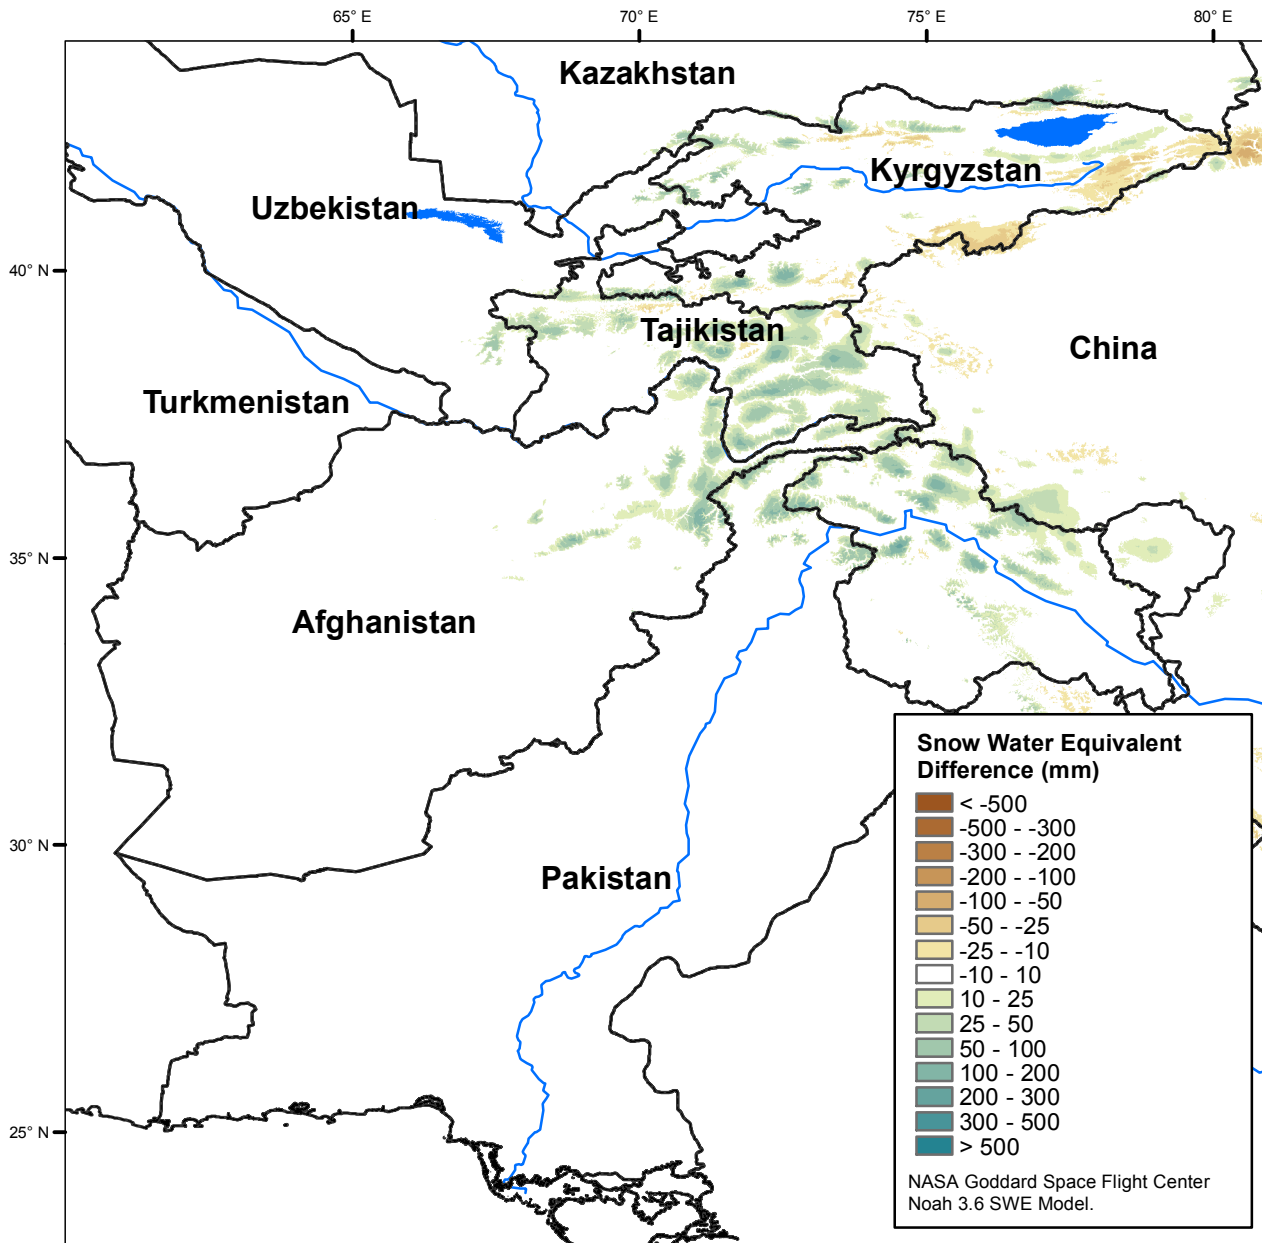 65° E
70° E
75° E
80° E
Kazakhstan
Kyrgyzstan
Uzbekistan
40° N
Tajikistan
China
Turkmenistan
35° N
Afghanistan
30° N
Pakistan
25° N
Snow Water Equivalent
Difference (mm)
< -500
-500 - -300
-300 - -200
-200 - -100
-100 - -50
-50 - -25
-25 - -10
-10 - 10
10 - 25
25 - 50
50 - 100
100 - 200
200 - 300
300 - 500
> 500
NASA Goddard Space Flight Center
Noah 3.6 SWE Model.